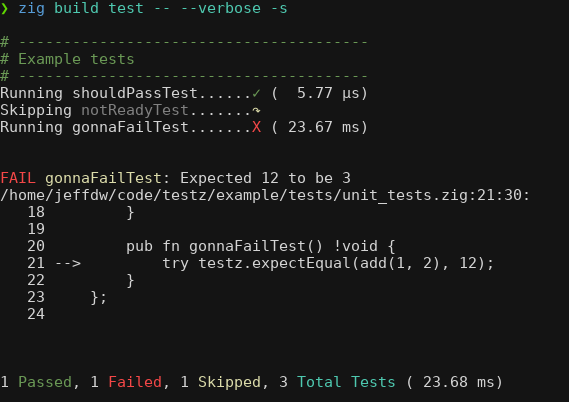 ❯ zig build test -- --verbose -s
# ---------------------------------------
# Example tests
# ---------------------------------------
Running shouldPassTest......✓ (  5.77 µs)
Skipping notReadyTest.......↷
Running gonnaFailTest.......X ( 23.67 ms)
FAIL gonnaFailTest: Expected 12 to be 3
/home/jeffdw/code/testz/example/tests/unit_tests.zig:21:30:
   18         }
   19
   20         pub fn gonnaFailTest() !void {
   21 -->         try testz.expectEqual(add(1, 2), 12);
   22         }
   23     };
   24
1 Passed, 1 Failed, 1 Skipped, 3 Total Tests ( 23.68 ms)